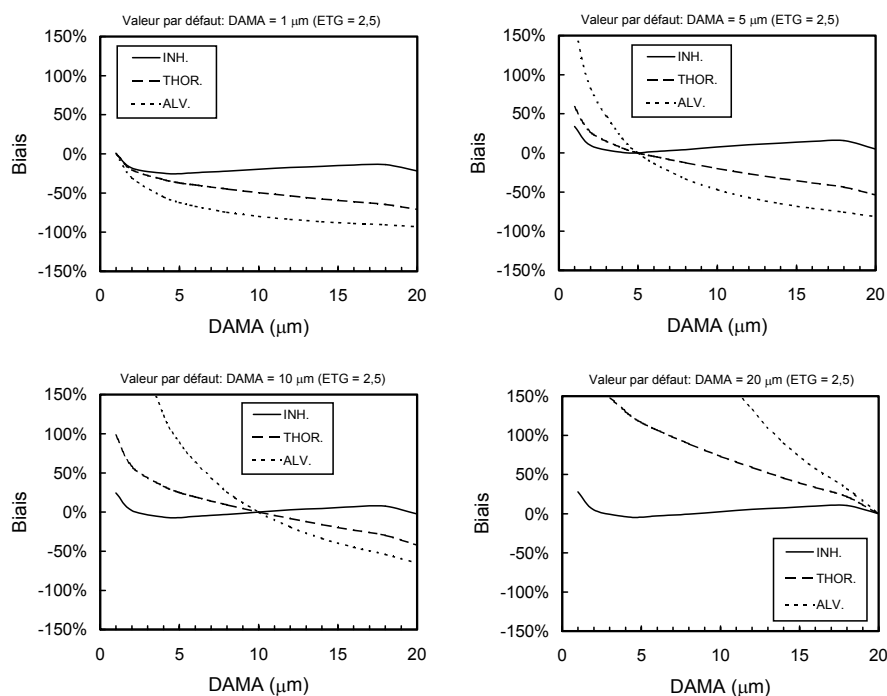 Valeur par défaut: DAMA = 1 μm (ETG = 2,5)
150%
100%
50%
0%
-50%
-100%
-150%
Biais
INH.
THOR.
ALV.
0 5 10 15 20
DAMA (μm)
Valeur par défaut: DAMA = 5 μm (ETG = 2,5)
150%
100%
50%
0%
-50%
-100%
-150%
Biais
INH.
THOR.
ALV.
0 5 10 15 20
DAMA (μm)
Valeur par défaut: DAMA = 10 μm (ETG = 2,5)
150%
100%
50%
0%
-50%
-100%
-150%
Biais
INH.
THOR.
ALV.
0 5 10 15 20
DAMA (μm)
Valeur par défaut: DAMA = 20 μm (ETG = 2,5)
150%
100%
50%
0%
-50%
-100%
-150%
Biais
INH.
THOR.
ALV.
0 5 10 15 20
DAMA (μm)